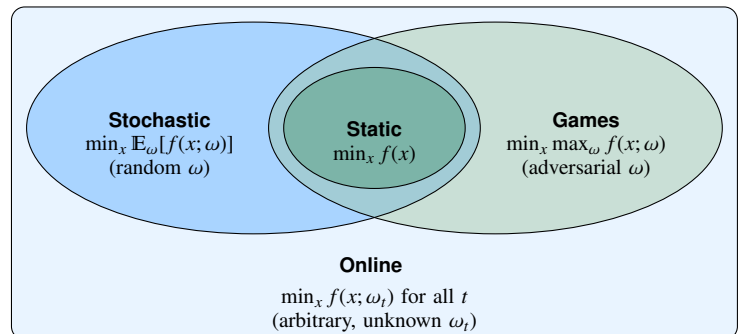 Stochastic
min_x 𝔼_ω[f(x; ω)]
(random ω)
Static
min_x f(x)
Games
min_x max_ω f(x; ω)
(adversarial ω)
Online
min_x f(x; ω_t) for all t
(arbitrary, unknown ω_t)